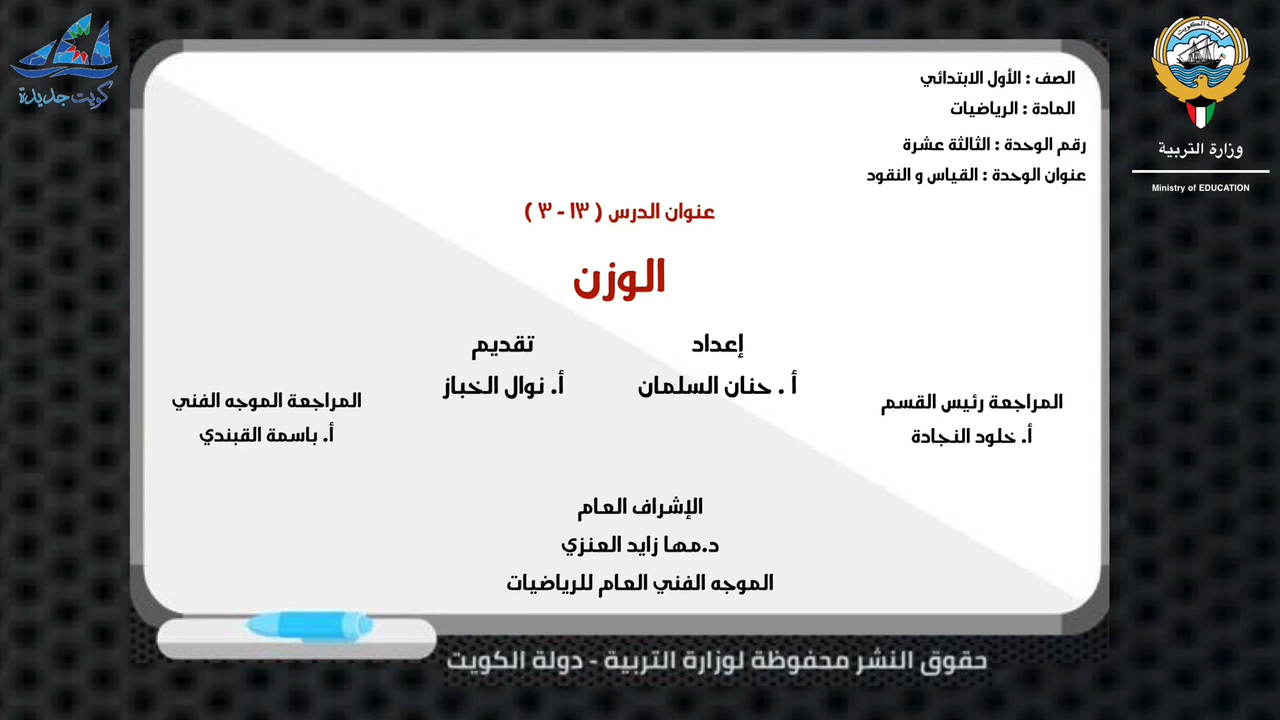 كويت جديدة
دولة الكويت
وزارة التربية
Ministry of EDUCATION
الصف : الأول الابتدائي
المادة : الرياضيات
رقم الوحدة : الثالثة عشرة
عنوان الوحدة : القياس و النقود
عنوان الدرس ( ١٣ - ٣ )
الوزن
إعداد
أ . حنان السلمان
تقديم
أ. نوال الخباز
المراجعة رئيس القسم
أ. خلود النجادة
المراجعة الموجه الفني
أ. باسمة القبندي
الإشراف العام
د.مها زايد العنزي
الموجه الفني العام للرياضيات
حقوق النشر محفوظة لوزارة التربية - دولة الكويت